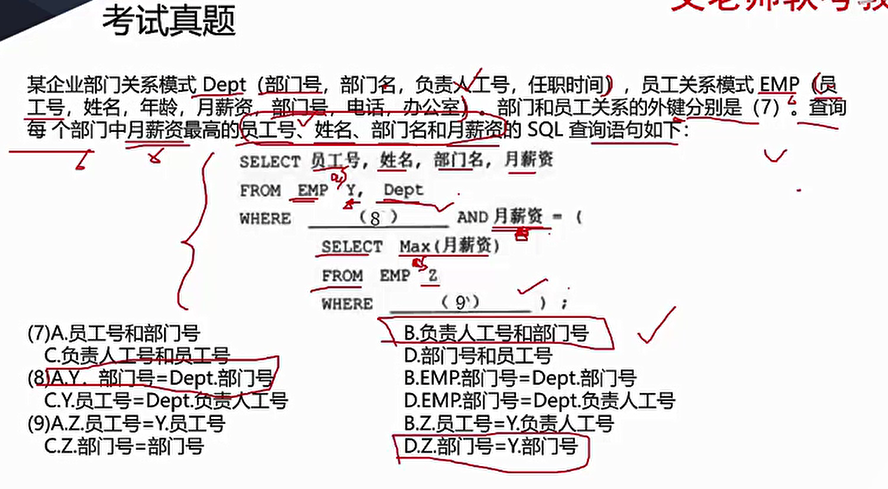 艾老师软考教
考试真题
某企业部门关系模式 Dept（部门号，部门名，负责人工号，任职时间），员工关系模式 EMP（员
工号，姓名，年龄，月薪资，部门号，电话，办公室）。部门和员工关系的外键分别是（7）。查询
每 个部门中月薪资最高的员工号、姓名、部门名和月薪资的 SQL 查询语句如下：
SELECT 员工号，姓名，部门名，月薪资
FROM EMP Y, Dept
WHERE （8） AND 月薪资 = (
SELECT Max(月薪资)
FROM EMP Z
WHERE （9） );
(7)A.员工号和部门号 B.负责人工号和部门号
C.负责人工号和员工号 D.部门号和员工号
(8)A.Y．部门号=Dept.部门号 B.EMP.部门号=Dept.部门号
C.Y.员工号=Dept.负责人工号 D.EMP.部门号=Dept.负责人工号
(9)A.Z.员工号=Y.员工号 B.Z.员工号=Y.负责人工号
C.Z.部门号=部门号 D.Z.部门号=Y.部门号